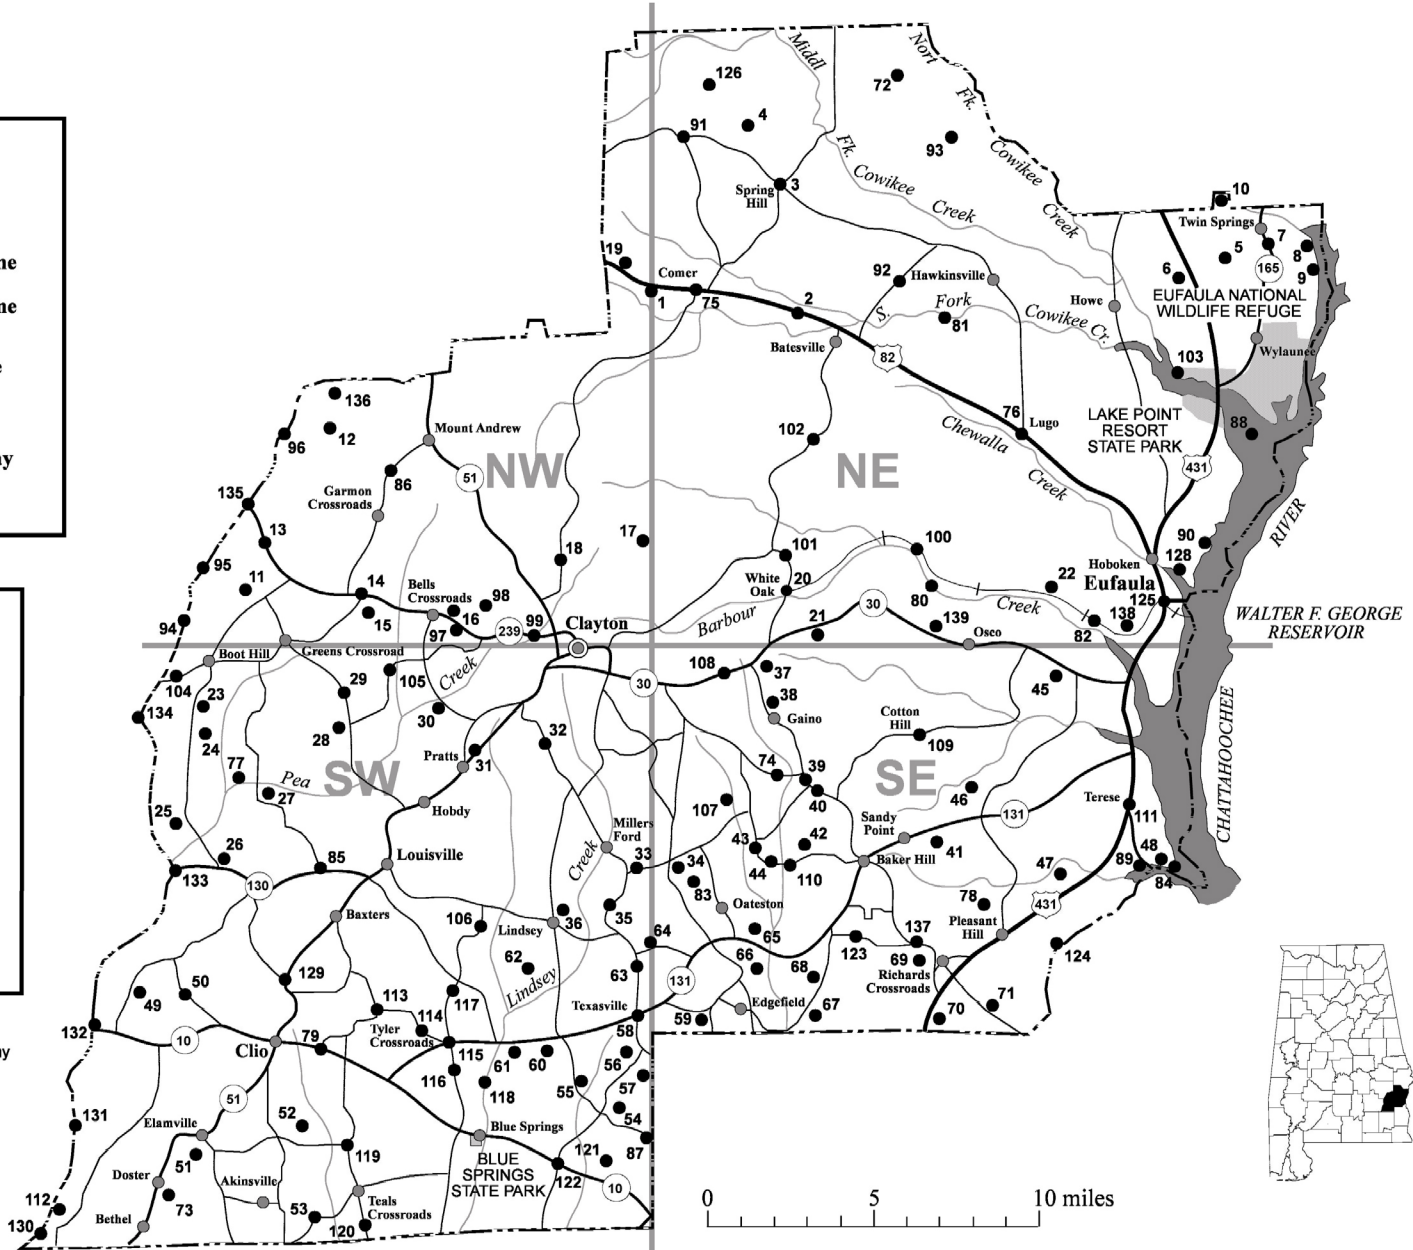 126
72
Middl
Nort
Fk.
4
91
93
Fk.
Cowikee
Creek
Cowikee
Creek
3
Spring
Hill
10
Twin Springs
7
5
8
165
9
6
EUFAULA NATIONAL
WILDLIFE REFUGE
19
Comer
1
75
2
92
Hawkinsville
S.
Fork
81
Cowikee Cr.
Howe
Batesville
82
Wylaunee
103
136
12
96
Mount Andrew
51
NW
86
Garmon
Crossroads
102
NE
76
Lugo
Chewalla
Creek
LAKE POINT
RESORT
STATE PARK
88
431
RIVER
135
13
95
11
14
15
Bells
Crossroads
16
98
97
239
99
Clayton
18
17
101
White
Oak
20
Barbour
21
30
100
80
139
Creek
22
Osco
82
138
Hoboken
Eufaula
125
128
90
WALTER F. GEORGE
RESERVOIR
94
Boot Hill
Greens Crossroad
104
134
23
24
29
28
105
Creek
30
32
Pratts
31
30
108
37
38
Gaino
Cotton
Hill
109
45
CHATTAHOOCHEE
77
Pea
27
SW
Hobdy
25
26
133
130
85
Louisville
Millers
Ford
Creek
33
107
74
39
40
43
44
42
110
34
83
Oateston
SE
46
Sandy
Point
131
Baker Hill
41
Terese
111
47
48
89
84
431
78
Pleasant
Hill
124
Baxters
106
Lindsey
36
35
62
Lindsey
64
65
63
66
68
131
123
137
69
Richards
Crossroads
70
71
67
Edgefield
59
49
50
129
113
114
117
Tyler
Crossroads
Texasville
58
132
10
Clio
79
115
61
60
56
116
118
55
57
54
51
131
52
Elamville
51
119
Blue Springs
BLUE
SPRINGS
STATE PARK
121
87
122
10
Doster
73
Akinsville
112
Bethel
130
53
Teals
Crossroads
120
0
5
10 miles